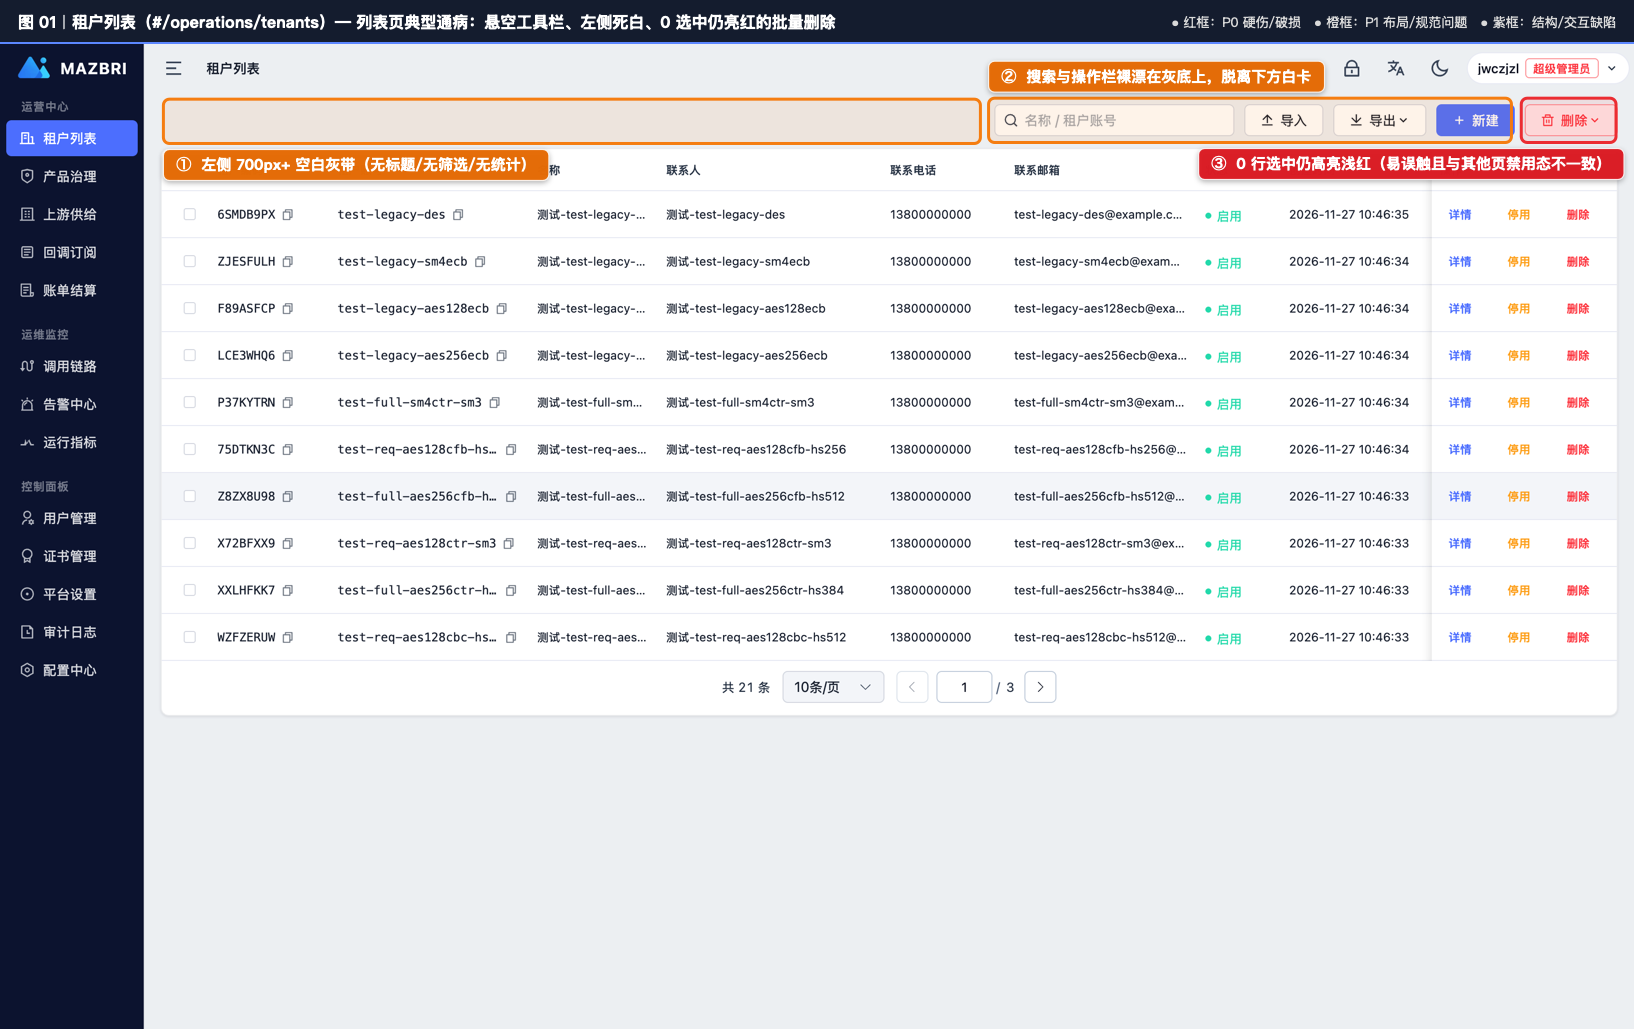 图 01 | 租户列表（#/operations/tenants）— 列表页典型通病：悬空工具栏、左侧死白、0 选中仍亮红的批量删除
● 红框：P0 硬伤/破损 ● 橙框：P1 布局/规范问题 ● 紫框：结构/交互缺陷
MAZBRI
运营中心
租户列表
产品治理
上游供给
回调订阅
账单结算
运维监控
调用链路
告警中心
运行指标
控制面板
用户管理
证书管理
平台设置
审计日志
配置中心
租户列表
② 搜索与操作栏裸漂在灰底上，脱离下方白卡
jwczjzl 超级管理员
名称 / 租户账号 导入 导出 + 新建 删除
① 左侧 700px+ 空白灰带（无标题/无筛选/无统计）
③ 0 行选中仍高亮浅红（易误触且与其他页禁用态不一致）
称 联系人 联系电话 联系邮箱
6SMDB9PX test-legacy-des 测试-test-legacy-... 测试-test-legacy-des 13800000000 test-legacy-des@example.c... 启用 2026-11-27 10:46:35 详情 停用 删除
ZJESFULH test-legacy-sm4ecb 测试-test-legacy-... 测试-test-legacy-sm4ecb 13800000000 test-legacy-sm4ecb@exam... 启用 2026-11-27 10:46:34 详情 停用 删除
F89ASFCP test-legacy-aes128ecb 测试-test-legacy-... 测试-test-legacy-aes128ecb 13800000000 test-legacy-aes128ecb@exa... 启用 2026-11-27 10:46:34 详情 停用 删除
LCE3WHQ6 test-legacy-aes256ecb 测试-test-legacy-... 测试-test-legacy-aes256ecb 13800000000 test-legacy-aes256ecb@exa... 启用 2026-11-27 10:46:34 详情 停用 删除
P37KYTRN test-full-sm4ctr-sm3 测试-test-full-sm... 测试-test-full-sm4ctr-sm3 13800000000 test-full-sm4ctr-sm3@exam... 启用 2026-11-27 10:46:34 详情 停用 删除
75DTKN3C test-req-aes128cfb-hs... 测试-test-req-aes... 测试-test-req-aes128cfb-hs256 13800000000 test-req-aes128cfb-hs256@... 启用 2026-11-27 10:46:34 详情 停用 删除
Z8ZX8U98 test-full-aes256cfb-h... 测试-test-full-aes... 测试-test-full-aes256cfb-hs512 13800000000 test-full-aes256cfb-hs512@... 启用 2026-11-27 10:46:33 详情 停用 删除
X72BFXX9 test-req-aes128ctr-sm3 测试-test-req-aes... 测试-test-req-aes128ctr-sm3 13800000000 test-req-aes128ctr-sm3@ex... 启用 2026-11-27 10:46:33 详情 停用 删除
XXLHFKK7 test-full-aes256ctr-h... 测试-test-full-aes... 测试-test-full-aes256ctr-hs384 13800000000 test-full-aes256ctr-hs384@... 启用 2026-11-27 10:46:33 详情 停用 删除
WZFZERUW test-req-aes128cbc-hs... 测试-test-req-aes... 测试-test-req-aes128cbc-hs512 13800000000 test-req-aes128cbc-hs512@... 启用 2026-11-27 10:46:33 详情 停用 删除
共 21 条 10条/页 1 / 3